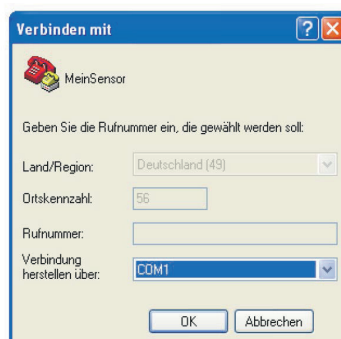 Verbinden mit
MeinSensor
Geben Sie die Rufnummer ein, die gewählt werden soll:
Land/Region: Deutschland (49)
Ortskennzahl: 56
Rufnummer:
Verbindung
herstellen über: COM1
OK Abbrechen